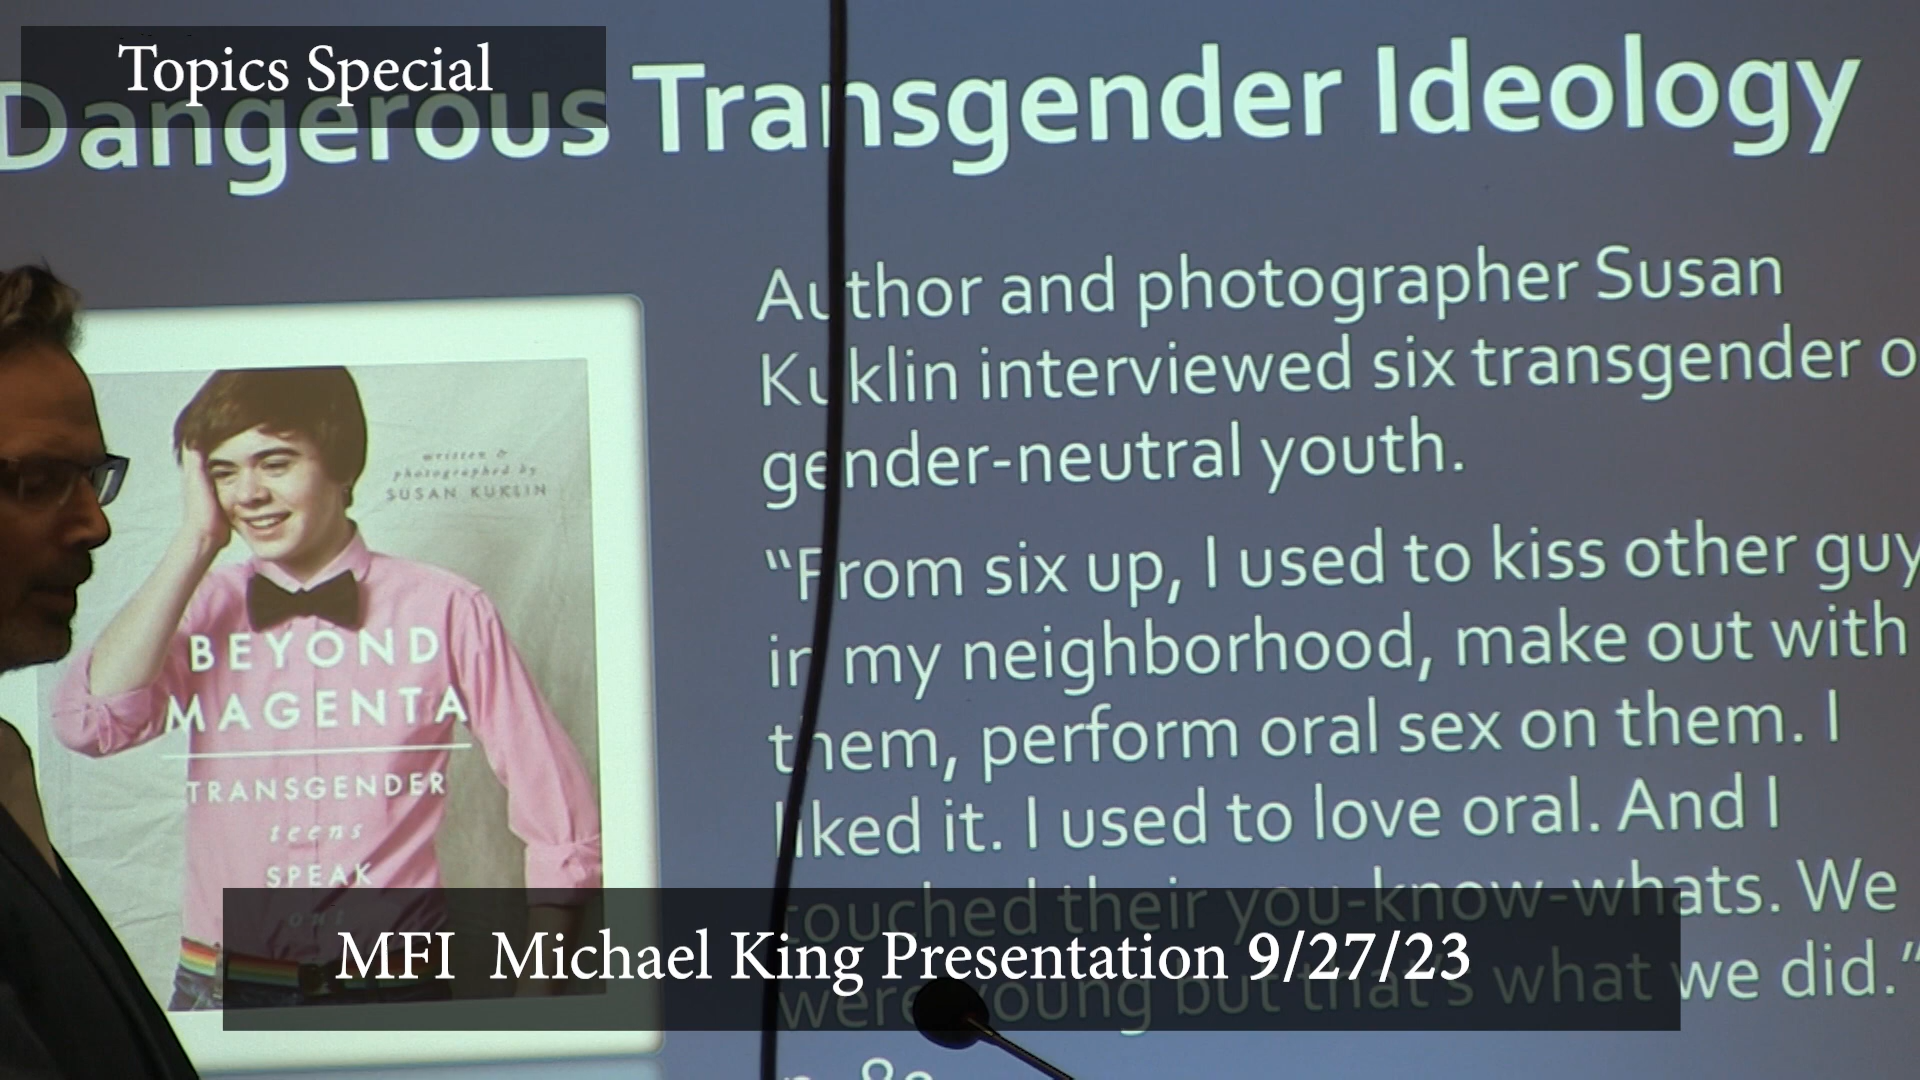 Topics Special
Dangerous Transgender Ideology
Author and photographer Susan
Kuklin interviewed six transgender o
gender-neutral youth.
"From six up, I used to kiss other guy
in my neighborhood, make out with
them, perform oral sex on them. I
liked it. I used to love oral. And I
touched their you-know-whats. We
were young but that's what we did."
written &
photographed by
SUSAN KUKLIN
BEYOND
MAGENTA
TRANSGENDER
teens
SPEAK
out
MFI Michael King Presentation 9/27/23